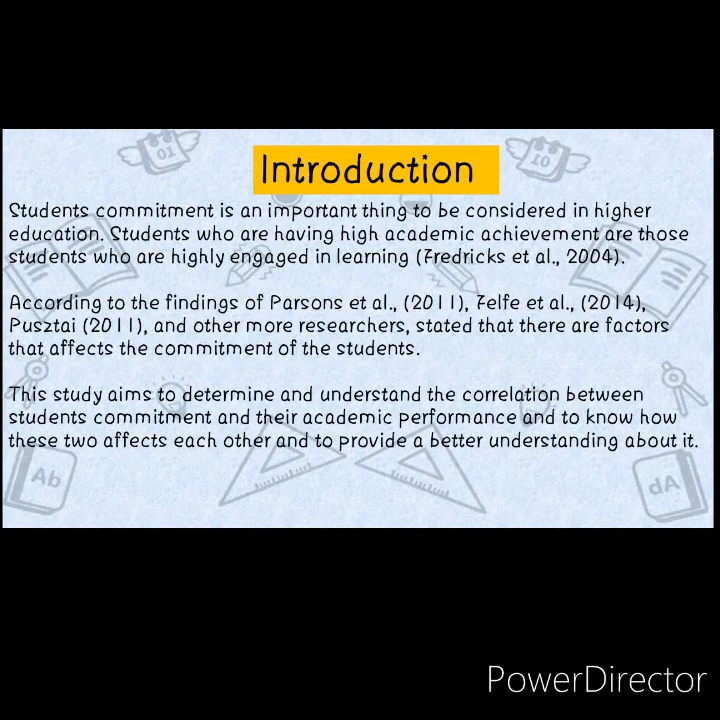 Introduction
Students commitment is an important thing to be considered in higher
education. Students who are having high academic achievement are those
students who are highly engaged in learning (Fredricks et al., 2004).
According to the findings of Parsons et al., (2011), Felfe et al., (2014),
Pusztai (2011), and other more researchers, stated that there are factors
that affects the commitment of the students.
This study aims to determine and understand the correlation between
students commitment and their academic performance and to know how
these two affects each other and to provide a better understanding about it.
01
10
Ab
dA
PowerDirector